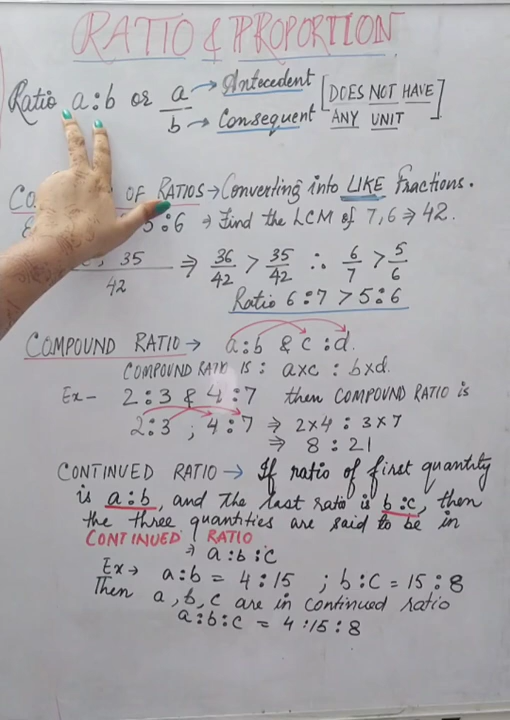 RATIO & PROPORTION
Ratio a:b or a/b → Antecedent → Consequent [DOES NOT HAVE ANY UNIT]
OF RATIOS → Converting into LIKE fractions.
5:6 ⇒ Find the LCM of 7,6 ⇒ 42.
35/42 ⇒ 36/42 > 35/42 ∴ 6/7 > 5/6
Ratio 6:7 > 5:6
COMPOUND RATIO → a:b & c:d.
COMPOUND RATIO IS: axc : bxd.
Ex- 2:3 & 4:7 then COMPOUND RATIO is
2:3 ; 4:7 ⇒ 2x4 : 3x7
⇒ 8 : 21
CONTINUED RATIO → If ratio of first quantity
is a:b, and the last ratio is b:c, then
the three quantities are said to be in
CONTINUED RATIO
⇒ a:b:c
Ex → a:b = 4:15 ; b:c = 15:8
Then a, b, c are in continued ratio
a:b:c = 4:15:8